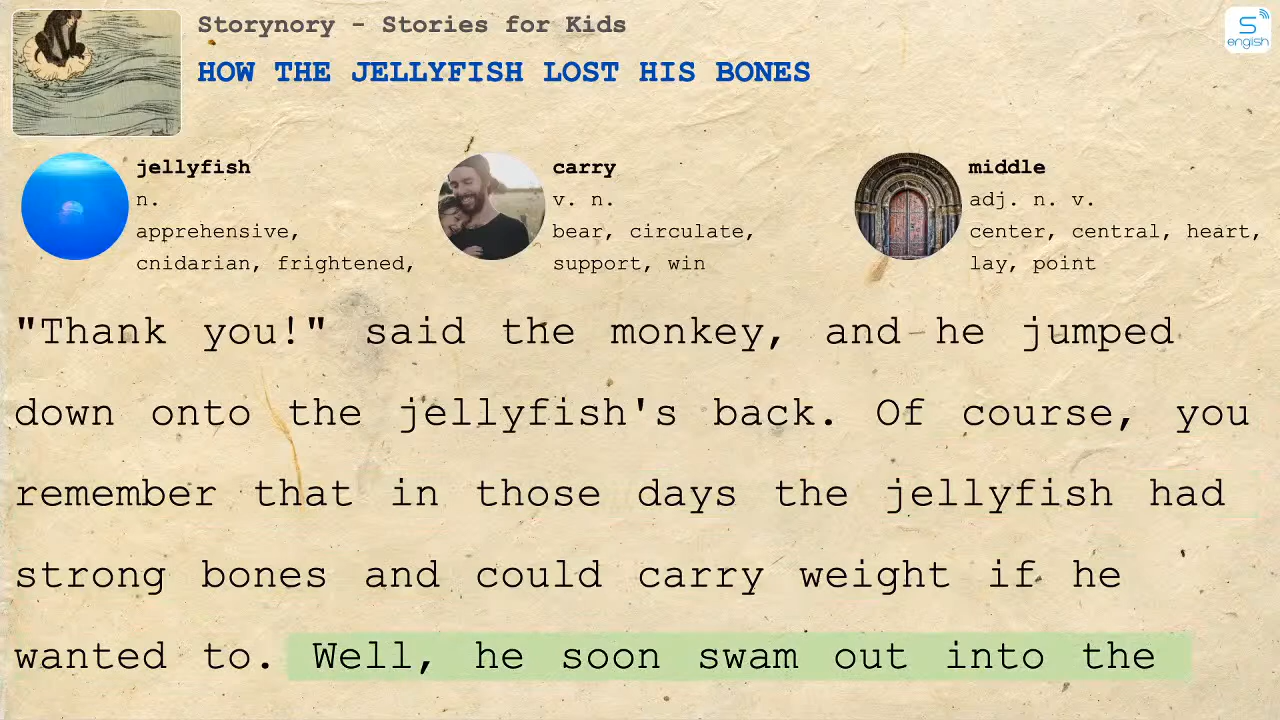 Storynory - Stories for Kids
HOW THE JELLYFISH LOST HIS BONES
S
english
jellyfish
n.
apprehensive,
cnidarian, frightened,
carry
v. n.
bear, circulate,
support, win
middle
adj. n. v.
center, central, heart,
lay, point
"Thank you!" said the monkey, and he jumped
down onto the jellyfish's back. Of course, you
remember that in those days the jellyfish had
strong bones and could carry weight if he
wanted to. Well, he soon swam out into the